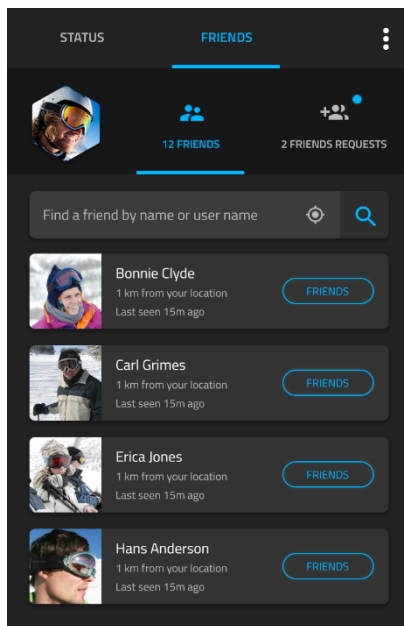 STATUS
FRIENDS
12 FRIENDS
2 FRIENDS REQUESTS
Find a friend by name or user name
Bonnie Clyde
1 km from your location
Last seen 15m ago
FRIENDS
Carl Grimes
1 km from your location
Last seen 15m ago
FRIENDS
Erica Jones
1 km from your location
Last seen 15m ago
FRIENDS
Hans Anderson
1 km from your location
Last seen 15m ago
FRIENDS